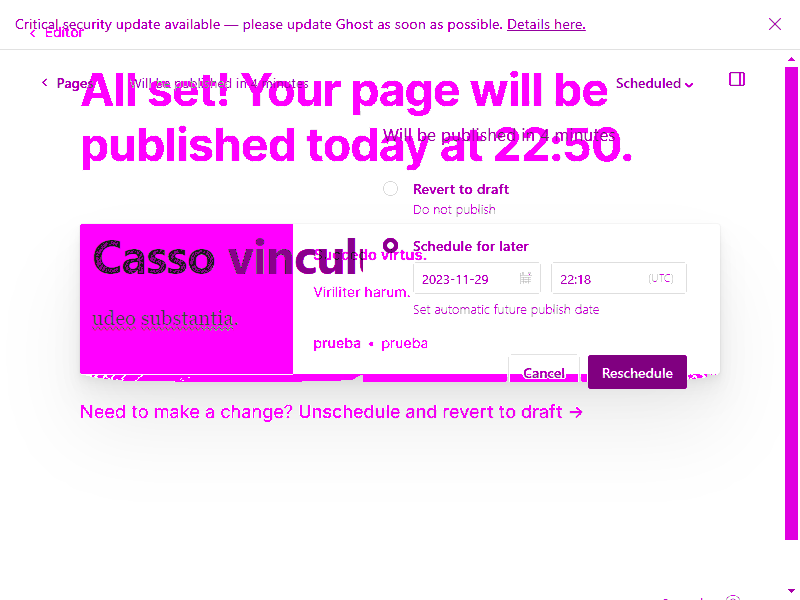 Critical security update available — please update Ghost as soon as possible. Details here.
Editor
Pages
Will be published in 4 minutes
Scheduled
All set! Your page will be
published today at 22:50.
Will be published in 4 minutes
Revert to draft
Do not publish
Casso vincul
Succedo virtus.
Schedule for later
2023-11-29
22:18
(UTC)
Viriliter harum.
udeo substantia.
Set automatic future publish date
prueba • prueba
Cancel
Reschedule
Need to make a change? Unschedule and revert to draft →